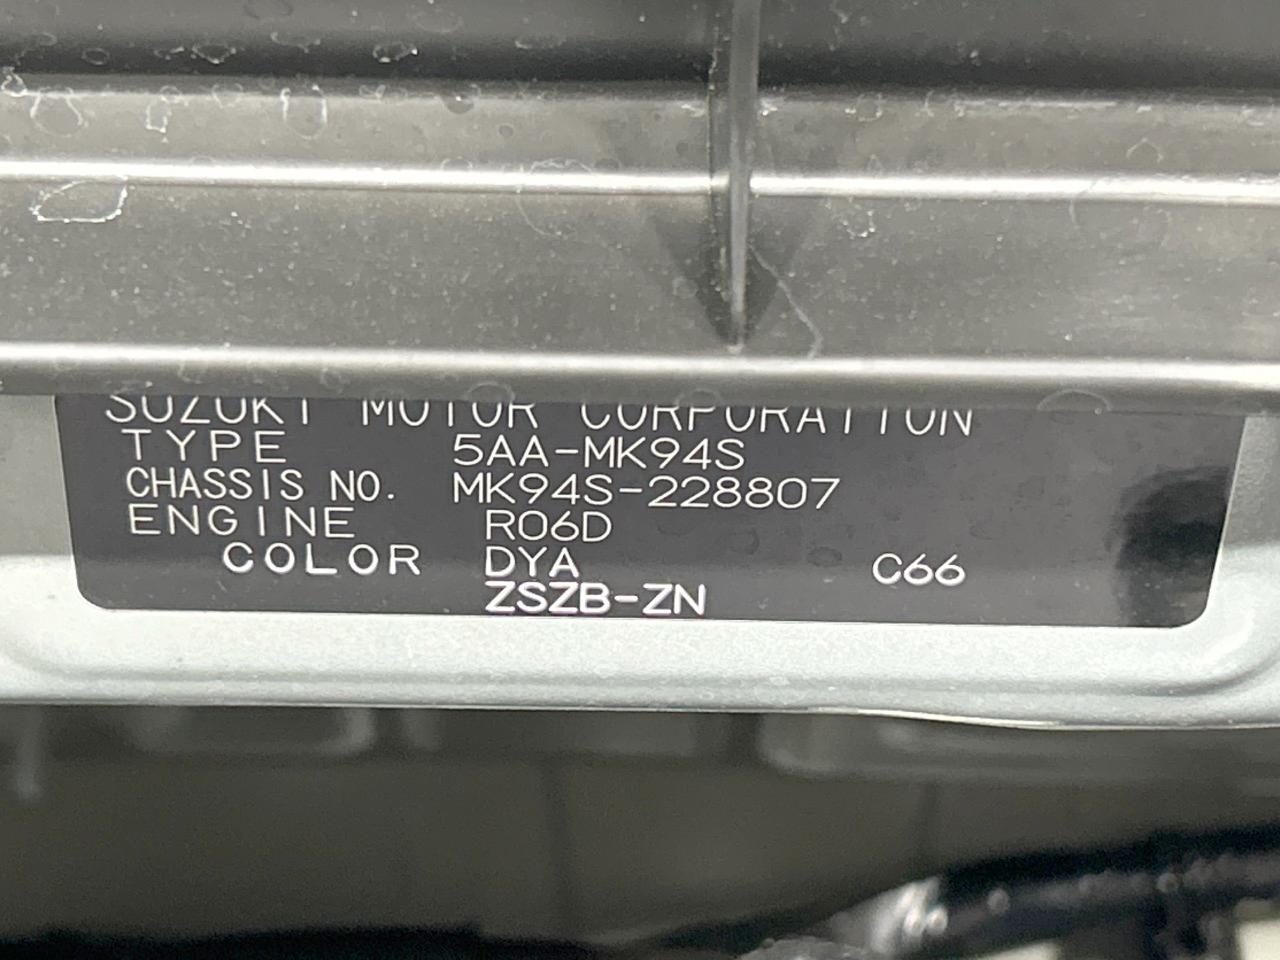 SUZUKI MOTOR CORPORATION
TYPE 5AA-MK94S
CHASSIS NO. MK94S-228807
ENGINE R06D
COLOR DYA C66
ZSZB-ZN